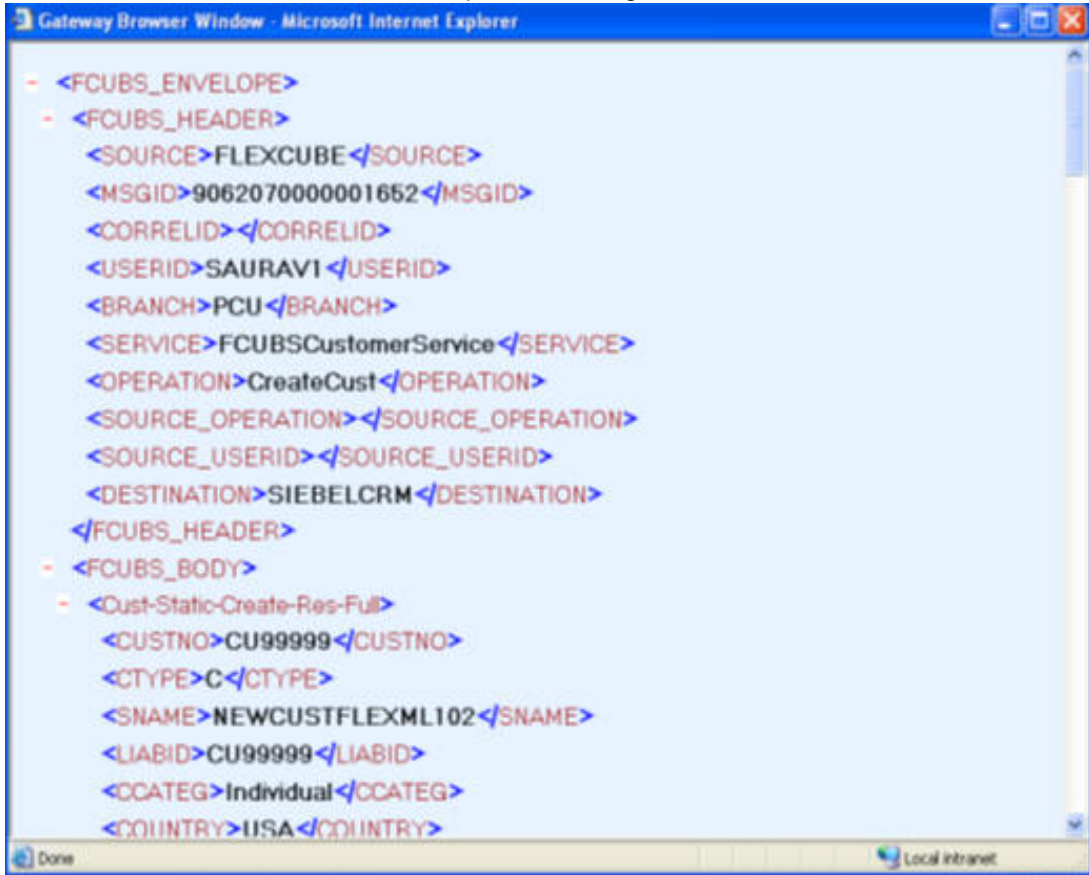 Gateway Browser Window - Microsoft Internet Explorer
- <FCUBS_ENVELOPE>
- <FCUBS_HEADER>
<SOURCE>FLEXCUBE</SOURCE>
<MSGID>9062070000001652</MSGID>
<CORRELID></CORRELID>
<USERID>SAURAV1</USERID>
<BRANCH>PCU</BRANCH>
<SERVICE>FCUBSCustomerService</SERVICE>
<OPERATION>CreateCust</OPERATION>
<SOURCE_OPERATION></SOURCE_OPERATION>
<SOURCE_USERID></SOURCE_USERID>
<DESTINATION>SIEBELCRM</DESTINATION>
</FCUBS_HEADER>
- <FCUBS_BODY>
- <Cust-Static-Create-Res-Full>
<CUSTNO>CU99999</CUSTNO>
<CTYPE>C</CTYPE>
<SNAME>NEWCUSTFLEXML102</SNAME>
<LIABID>CU99999</LIABID>
<CCATEG>Individual</CCATEG>
<COUNTRY>USA</COUNTRY>
Done Local intranet